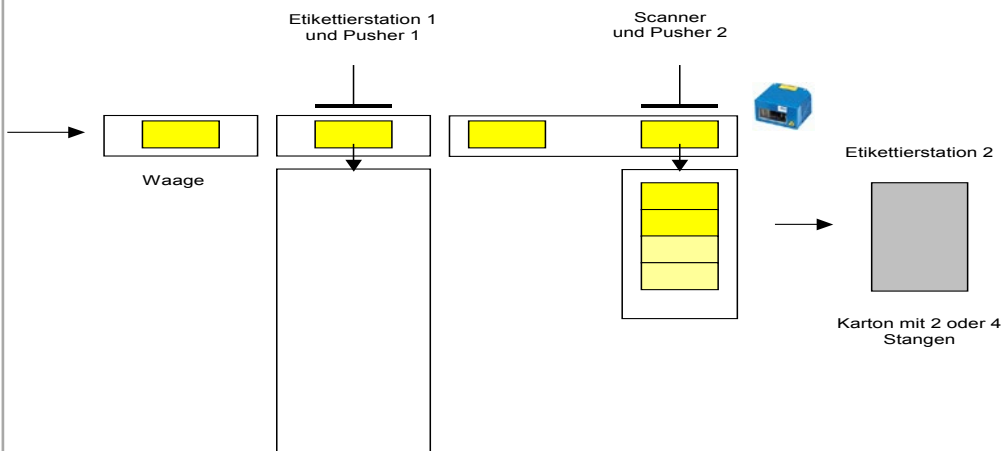 Etikettierstation 1
und Pusher 1
Scanner
und Pusher 2
Waage
Etikettierstation 2
Karton mit 2 oder 4
Stangen